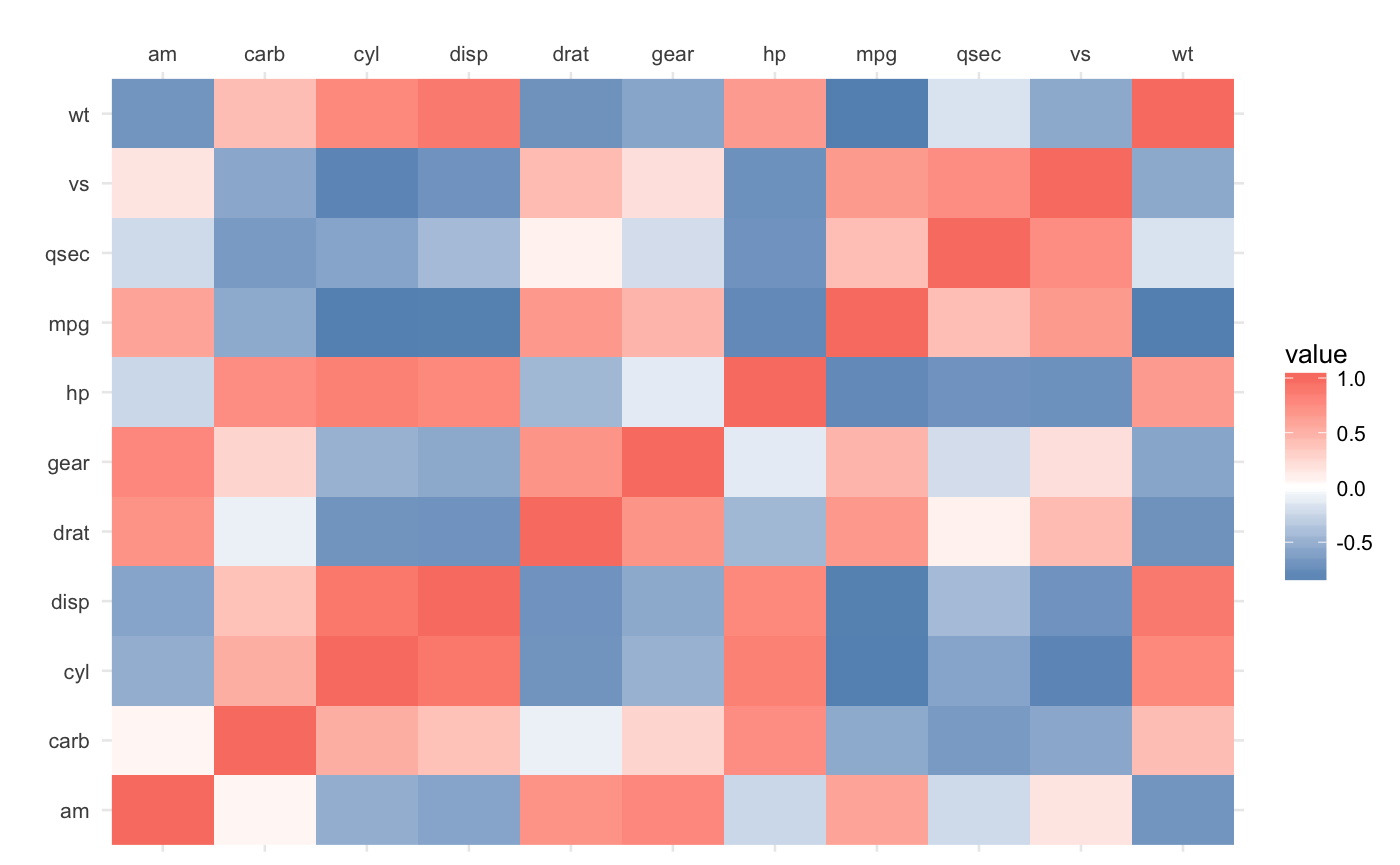 am carb cyl disp drat gear hp mpg qsec vs wt
wt
vs
qsec
mpg
hp
gear
drat
disp
cyl
carb
am
value
1.0
0.5
0.0
-0.5